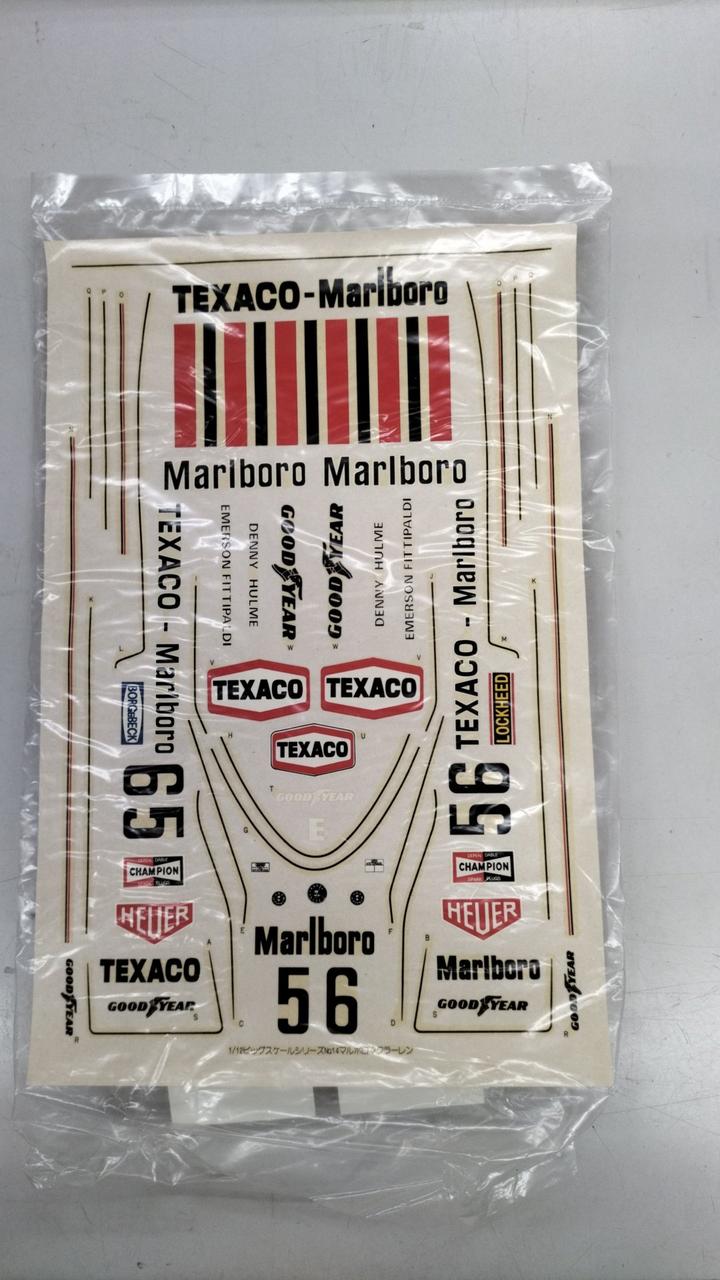 TEXACO-Marlboro
Q P O
O P Q
Marlboro Marlboro
N
TEXACO - Marlboro
EMERSON FITTIPALDI
DENNY HULME
GOODYEAR
GOODYEAR
DENNY HULME
EMERSON FITTIPALDI
TEXACO - Marlboro
J
K
K
L
W
W
M
V
V
TEXACO
TEXACO
BORG&BECK
LOCKHEED
H
TEXACO
U
T
GOODYEAR
E
G
56
56
CHAMPION
CHAMPION
SPARK PLUGS
HEUER
HEUER
E
F
Marlboro
A
B
TEXACO
Marlboro
GOODYEAR
GOODYEAR
GOODYEAR
GOODYEAR
S
S
56
C
D
R
R
1/12ビッグスケールシリーズNo14マルボロマクラーレン